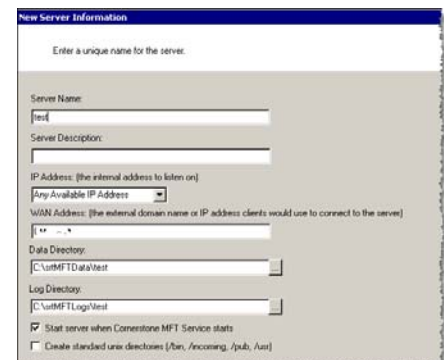 New Server Information
Enter a unique name for the server.
Server Name:
test
Server Description:
IP Address: (the internal address to listen on)
Any Available IP Address
WAN Address: (the external domain name or IP address clients would use to connect to the server)
Data Directory:
C:\srtMFTData\test
...
Log Directory:
C:\srtMFTLogs\test
...
Start server when Cornerstone MFT Service starts
Create standard unix directories (/bin, /incoming, /pub, /usr)